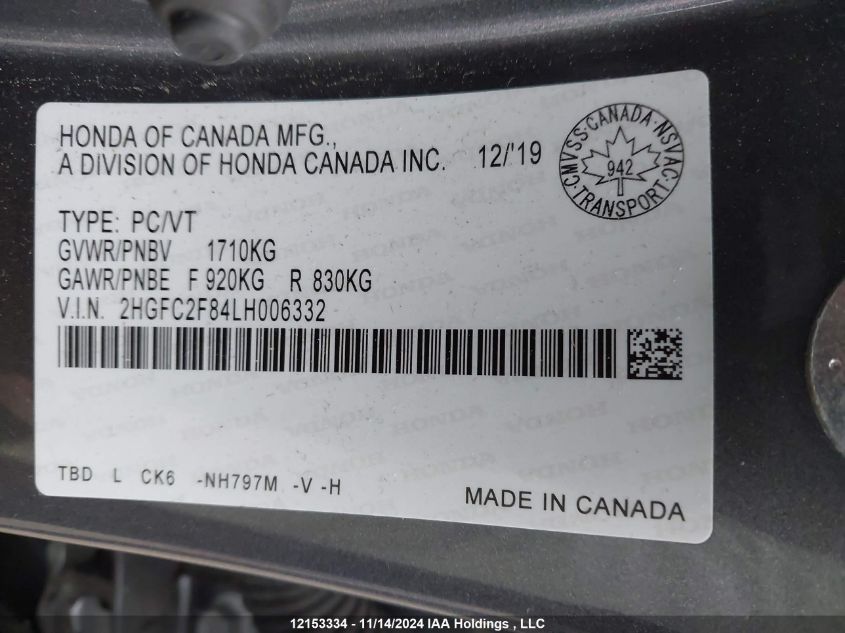 HONDA OF CANADA MFG.,
A DIVISION OF HONDA CANADA INC. 12/'19
CMVSS·CANADA·NSVAC·TRANSPORT
942
TYPE: PC/VT
GVWR/PNBV 1710KG
GAWR/PNBE F 920KG R 830KG
V.I.N. 2HGFC2F84LH006332
TBD L CK6 -NH797M -V -H
MADE IN CANADA
12153334 - 11/14/2024 IAA Holdings , LLC